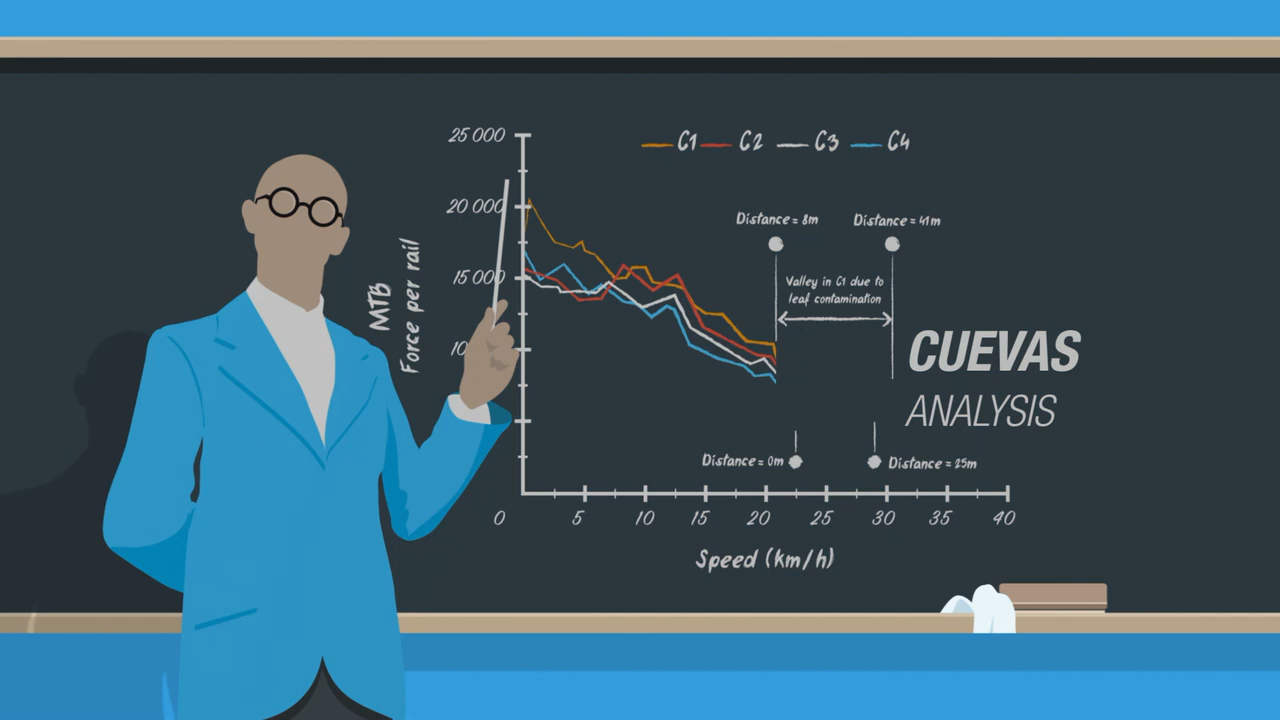 25 000
C1 C2 C3 C4
20 000
Distance = 8m
Distance = 41m
MTB
Force per rail
15 000
Valley in C1 due to
leaf contamination
10
CUEVAS
ANALYSIS
Distance = 0m
Distance = 25m
0 5 10 15 20 25 30 35 40
Speed (km/h)